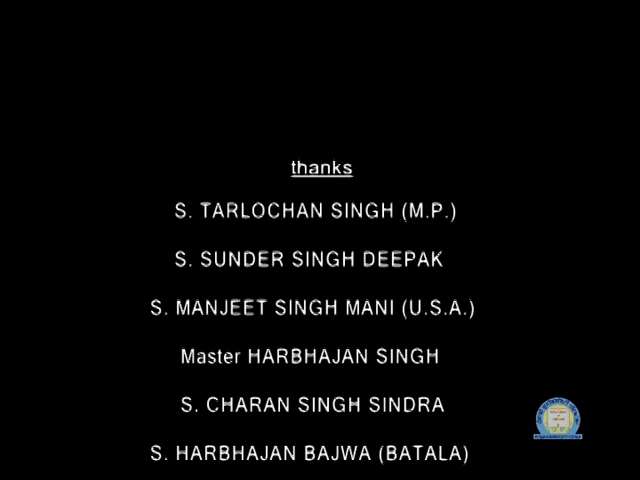 thanks
S. TARLOCHAN SINGH (M.P.)
S. SUNDER SINGH DEEPAK
S. MANJEET SINGH MANI (U.S.A.)
Master HARBHAJAN SINGH
S. CHARAN SINGH SINDRA
S. HARBHAJAN BAJWA (BATALA)